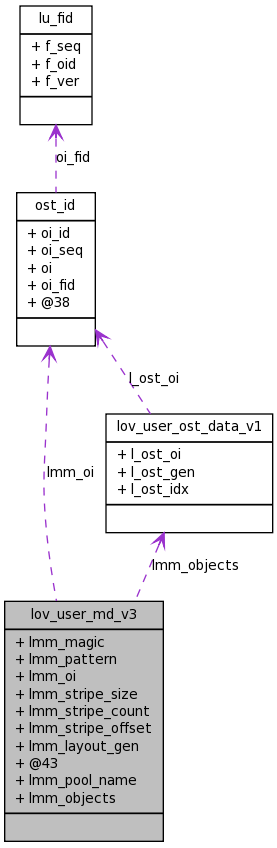 lu_fid
+ f_seq
+ f_oid
+ f_ver
oi_fid
ost_id
+ oi_id
+ oi_seq
+ oi
+ oi_fid
+ @38
l_ost_oi
lmm_oi
lov_user_ost_data_v1
+ l_ost_oi
+ l_ost_gen
+ l_ost_idx
lmm_objects
lov_user_md_v3
+ lmm_magic
+ lmm_pattern
+ lmm_oi
+ lmm_stripe_size
+ lmm_stripe_count
+ lmm_stripe_offset
+ lmm_layout_gen
+ @43
+ lmm_pool_name
+ lmm_objects